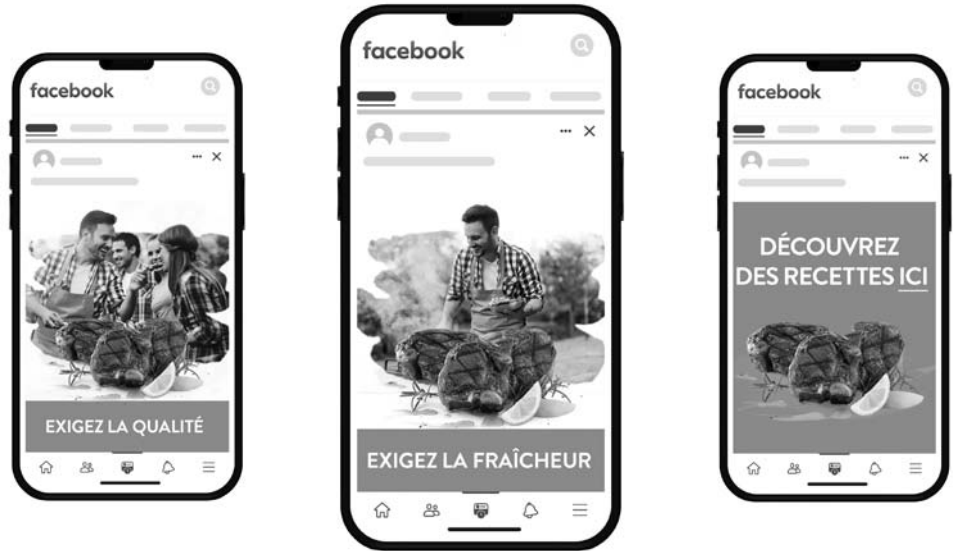 facebook
EXIGEZ LA QUALITÉ
facebook
EXIGEZ LA FRAÎCHEUR
facebook
DÉCOUVREZ
DES RECETTES ICI